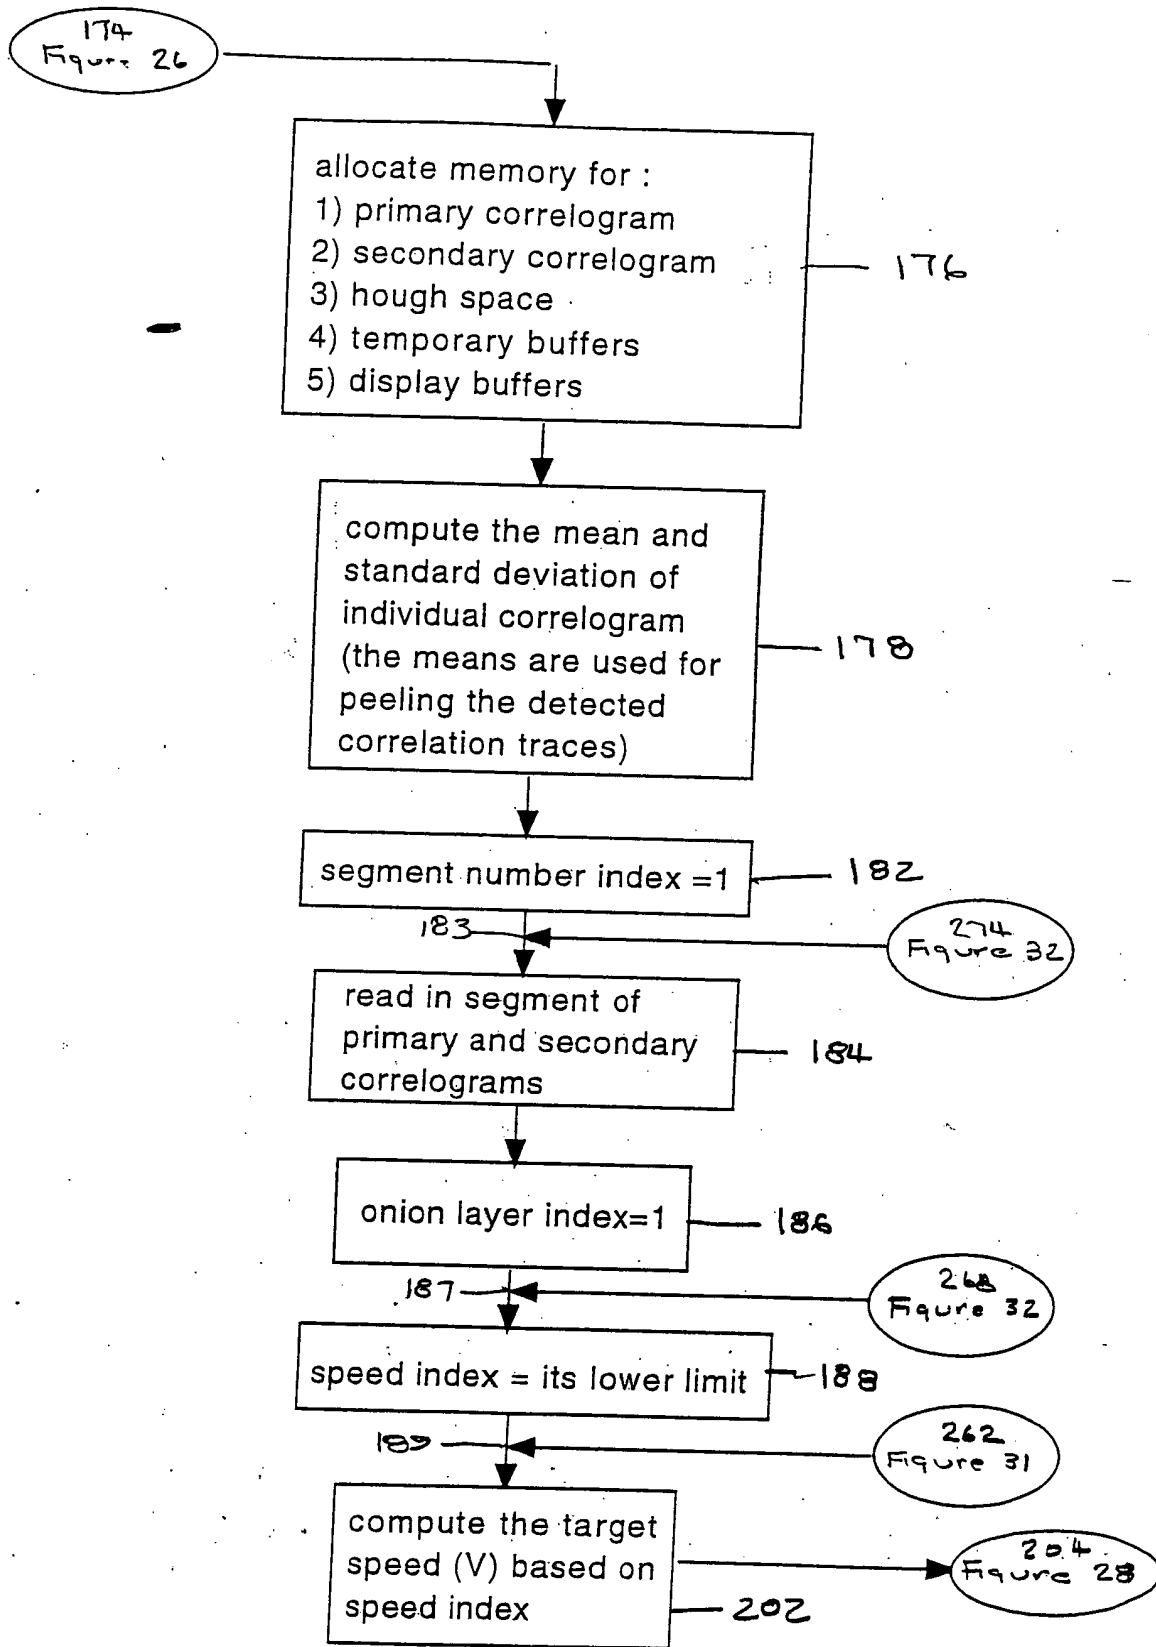 174
Figure 26
allocate memory for :
1) primary correlogram
2) secondary correlogram
3) hough space
4) temporary buffers
5) display buffers
176
compute the mean and
standard deviation of
individual correlogram
(the means are used for
peeling the detected
correlation traces)
178
segment number index =1
182
183
274
Figure 32
read in segment of
primary and secondary
correlograms
184
onion layer index=1
186
187
268
Figure 32
speed index = its lower limit
188
189
262
Figure 31
compute the target
speed (V) based on
speed index
202
204
Figure 28